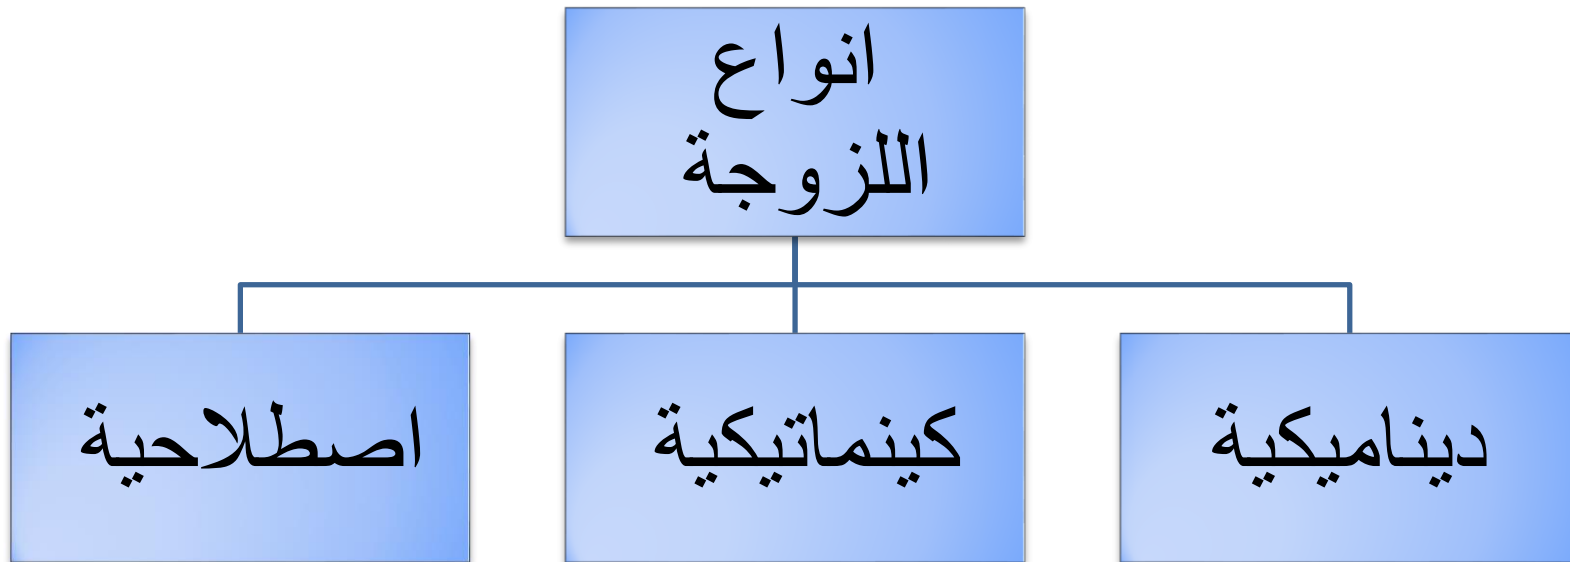 انواع
اللزوجة
ديناميكية
كينماتيكية
اصطلاحية